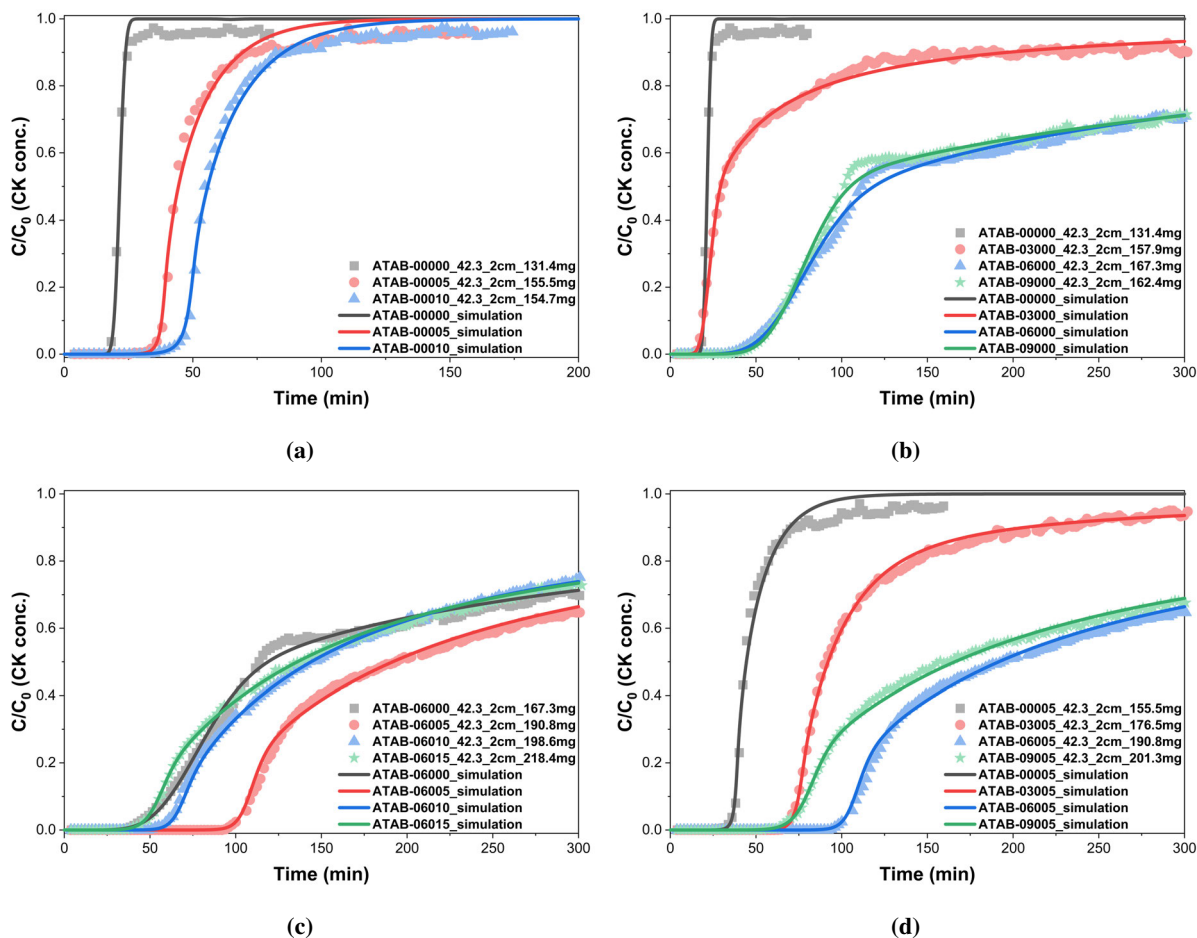 1.0
0.8
0.6
0.4
0.2
0.0
C/C₀ (CK conc.)
ATAB-00000_42.3_2cm_131.4mg
ATAB-00005_42.3_2cm_155.5mg
ATAB-00010_42.3_2cm_154.7mg
ATAB-00000_simulation
ATAB-00005_simulation
ATAB-00010_simulation
0 50 100 150 200
Time (min)
(a)
1.0
0.8
0.6
0.4
0.2
0.0
C/C₀ (CK conc.)
ATAB-00000_42.3_2cm_131.4mg
ATAB-03000_42.3_2cm_157.9mg
ATAB-06000_42.3_2cm_167.3mg
ATAB-09000_42.3_2cm_162.4mg
ATAB-00000_simulation
ATAB-03000_simulation
ATAB-06000_simulation
ATAB-09000_simulation
0 50 100 150 200 250 300
Time (min)
(b)
1.0
0.8
0.6
0.4
0.2
0.0
C/C₀ (CK conc.)
ATAB-06000_42.3_2cm_167.3mg
ATAB-06005_42.3_2cm_190.8mg
ATAB-06010_42.3_2cm_198.6mg
ATAB-06015_42.3_2cm_218.4mg
ATAB-06000_simulation
ATAB-06005_simulation
ATAB-06010_simulation
ATAB-06015_simulation
0 50 100 150 200 250 300
Time (min)
(c)
1.0
0.8
0.6
0.4
0.2
0.0
C/C₀ (CK conc.)
ATAB-00005_42.3_2cm_155.5mg
ATAB-03005_42.3_2cm_176.5mg
ATAB-06005_42.3_2cm_190.8mg
ATAB-09005_42.3_2cm_201.3mg
ATAB-00005_simulation
ATAB-03005_simulation
ATAB-06005_simulation
ATAB-09005_simulation
0 50 100 150 200 250 300
Time (min)
(d)